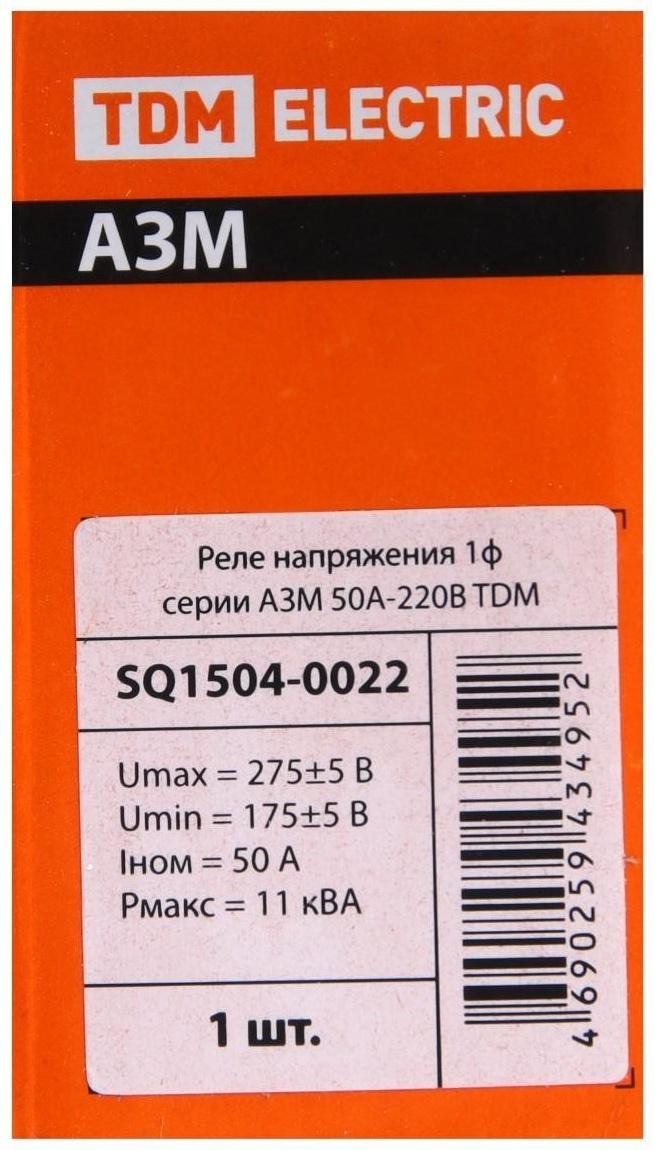 TDM ELECTRIC
АЗМ
Реле напряжения 1ф
серии АЗМ 50А-220В TDM
SQ1504-0022
Umax = 275±5 В
Umin = 175±5 В
Iном = 50 А
Рмакс = 11 кВА
1 шт.
4690259434952